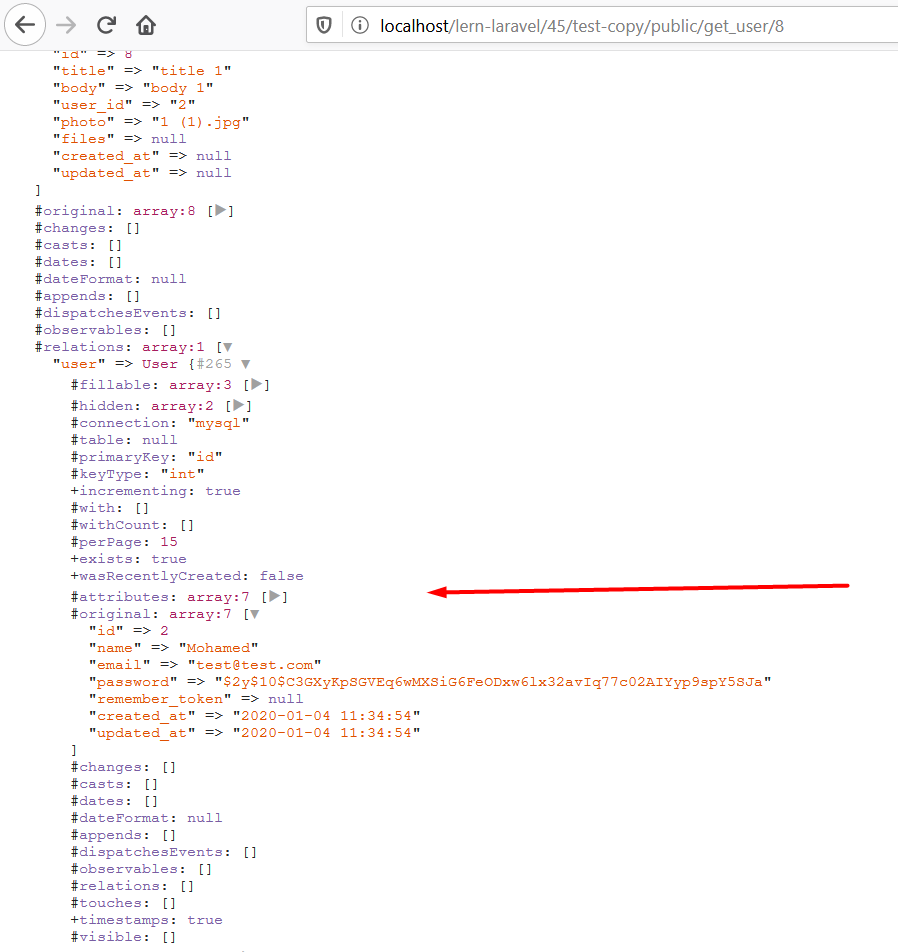 localhost/lern-laravel/45/test-copy/public/get_user/8
"id" => 8
"title" => "title 1"
"body" => "body 1"
"user_id" => "2"
"photo" => "1 (1).jpg"
"files" => null
"created_at" => null
"updated_at" => null
]
#original: array:8 [▶]
#changes: []
#casts: []
#dates: []
#dateFormat: null
#appends: []
#dispatchesEvents: []
#observables: []
#relations: array:1 [▼
"user" => User {#265 ▼
#fillable: array:3 [▶]
#hidden: array:2 [▶]
#connection: "mysql"
#table: null
#primaryKey: "id"
#keyType: "int"
+incrementing: true
#with: []
#withCount: []
#perPage: 15
+exists: true
+wasRecentlyCreated: false
#attributes: array:7 [▶]
#original: array:7 [▼
"id" => 2
"name" => "Mohamed"
"email" => "test@test.com"
"password" => "$2y$10$C3GXyKpSGVEq6wMXSiG6FeODxw6lx32avIq77c02AIYyp9spY5SJa"
"remember_token" => null
"created_at" => "2020-01-04 11:34:54"
"updated_at" => "2020-01-04 11:34:54"
]
#changes: []
#casts: []
#dates: []
#dateFormat: null
#appends: []
#dispatchesEvents: []
#observables: []
#relations: []
#touches: []
+timestamps: true
#visible: []